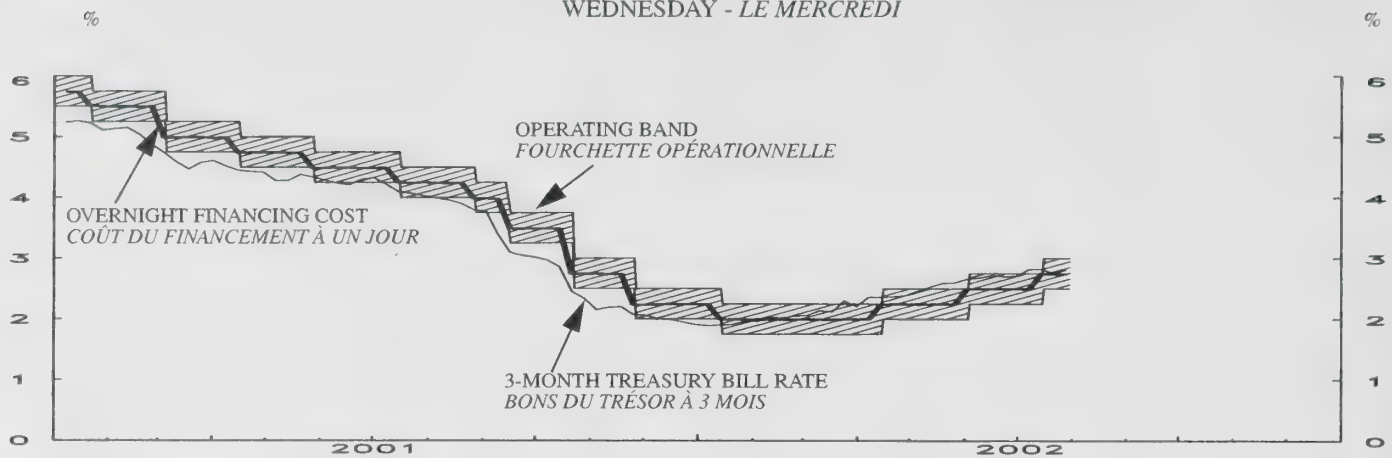 WEDNESDAY - LE MERCREDI
% %
6 6
5 5
OPERATING BAND
FOURCHETTE OPÉRATIONNELLE
4 4
OVERNIGHT FINANCING COST
COÛT DU FINANCEMENT À UN JOUR
3 3
2 2
3-MONTH TREASURY BILL RATE
BONS DU TRÉSOR À 3 MOIS
1 1
0 0
2001 2002